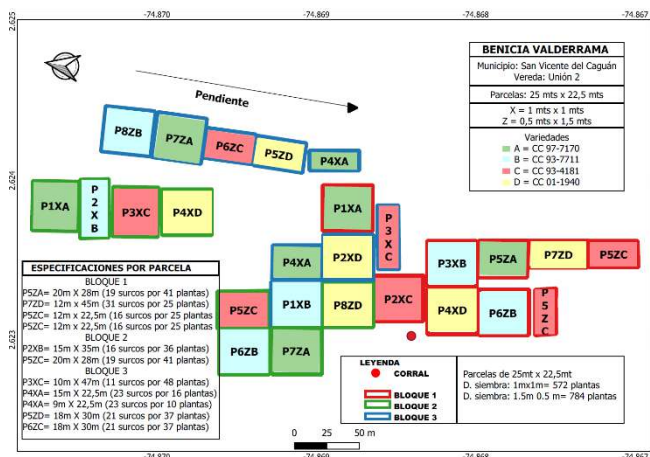 -74.870 -74.869 -74.868 -74.867
2.625
BENICIA VALDERRAMA
Municipio: San Vicente del Caguán
Vereda: Unión 2
Parcelas: 25 mts x 22,5 mts
X = 1 mts x 1 mts
Z = 0,5 mts x 1,5 mts
Variedades
A = CC 97-7170
B = CC 93-7711
C = CC 93-4181
D = CC 01-1940
Pendiente
P8ZB P7ZA P6ZC P5ZD P4XA
2.624
P1XA P2XB P3XC P4XD
P1XA P3XC
P4XA P2XD P3XB P5ZA P7ZD P5ZC
P5ZC P1XB P8ZD P2XC P4XD P6ZB P5ZC
P6ZB P7ZA
ESPECIFICACIONES POR PARCELA
BLOQUE 1
P5ZA= 20m X 28m (19 surcos por 41 plantas)
P7ZD= 12m x 45m (31 surcos por 25 plantas)
P5ZC= 12m x 22,5m (16 surcos por 25 plantas
P5ZC= 12m x 22,5m (16 surcos por 25 plantas
BLOQUE 2
P2XB= 15m X 35m (16 surcos por 36 plantas)
P5ZC= 20m X 28m (19 surcos por 41 plantas)
BLOQUE 3
P3XC= 10m X 47m (11 surcos por 48 plantas)
P4XA= 15m X 22,5m (23 surcos por 16 plantas)
P4XA= 9m X 22,5m (23 surcos por 10 plantas)
P5ZD= 18m X 30m (21 surcos por 37 plantas)
P6ZC= 18m X 30m (21 surcos por 37 plantas)
2.623
LEYENDA
CORRAL
BLOQUE 1
BLOQUE 2
BLOQUE 3
Parcelas de 25mt x 22,5mt
D. siembra: 1mx1m= 572 plantas
D. siembra: 1.5m 0.5 m= 784 plantas
0 25 50 m
-74.870 -74.869 -74.868 -74.867